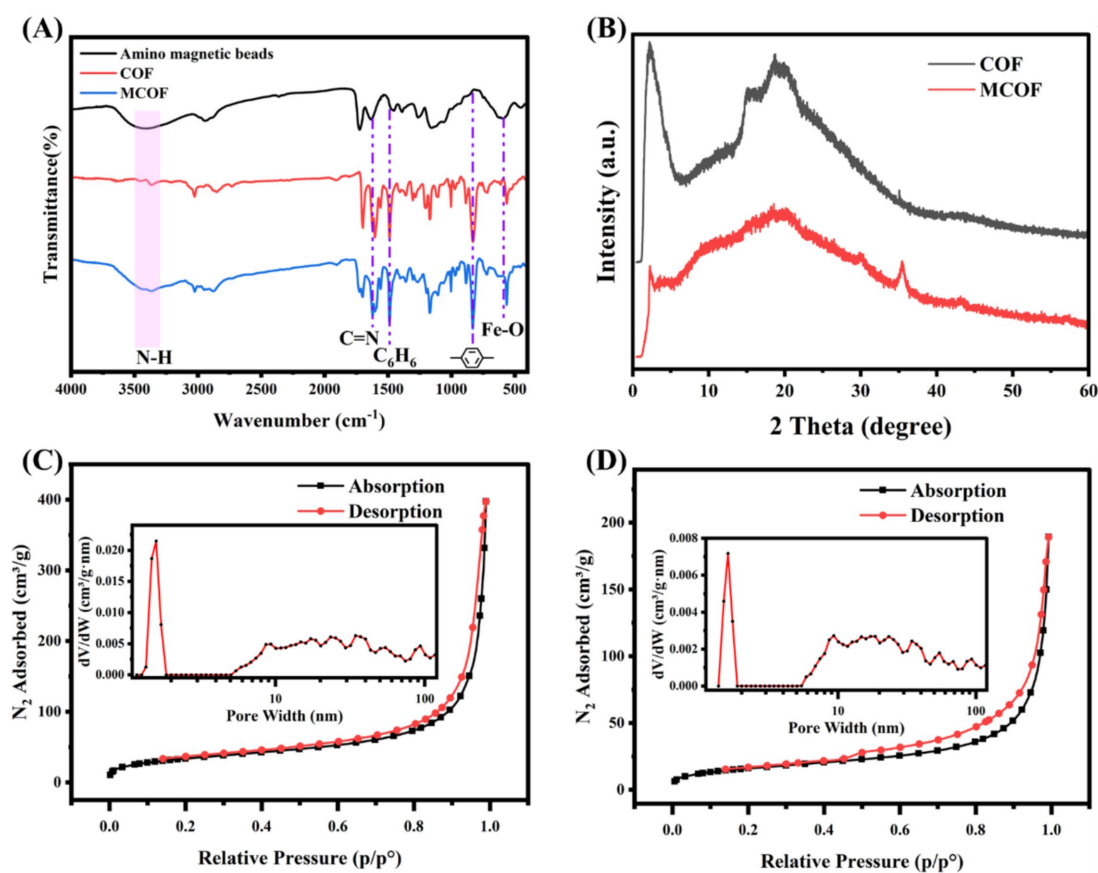 (A)
Amino magnetic beads
COF
MCOF
Transmittance(%)
N-H
C=N
C₆H₆
Fe-O
4000 3500 3000 2500 2000 1500 1000 500
Wavenumber (cm⁻¹)
(B)
COF
MCOF
Intensity (a.u.)
10 20 30 40 50 60
2 Theta (degree)
(C)
Absorption
Desorption
N₂ Adsorbed (cm³/g)
400
300
200
100
0
dV/dW (cm³/g·nm)
0.020
0.015
0.010
0.005
0.000
10 100
Pore Width (nm)
0.0 0.2 0.4 0.6 0.8 1.0
Relative Pressure (p/p°)
(D)
Absorption
Desorption
N₂ Adsorbed (cm³/g)
200
150
100
50
0
dV/dW (cm³/g·nm)
0.008
0.006
0.004
0.002
0.000
10 100
Pore Width (nm)
0.0 0.2 0.4 0.6 0.8 1.0
Relative Pressure (p/p°)